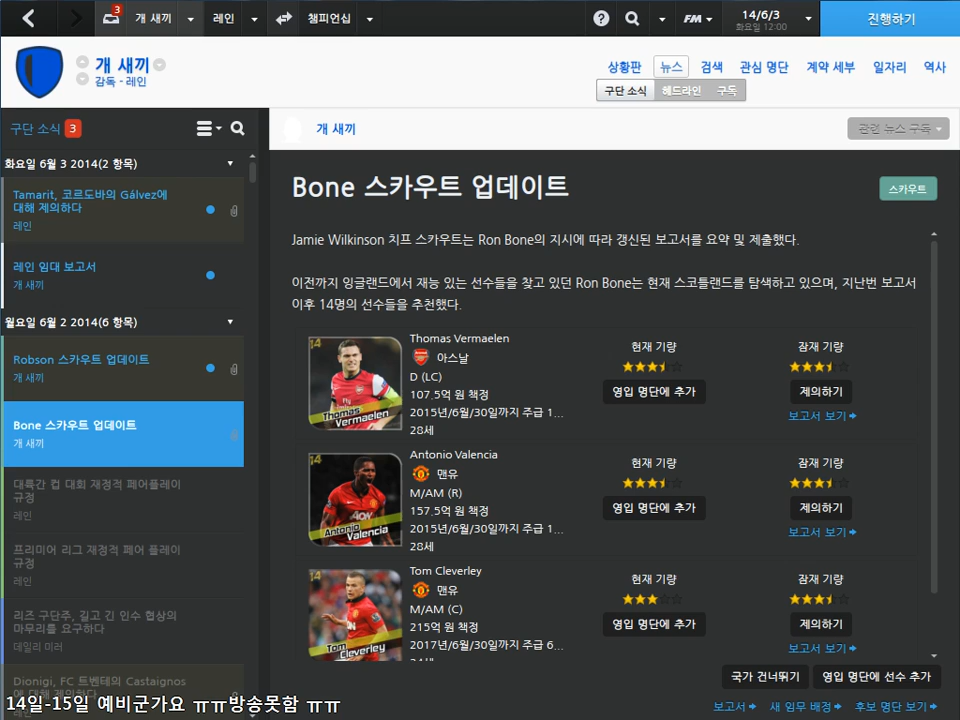 3
개 새끼
레인
챔피언십
?
FM
14/6/3
화요일 12:00
진행하기
개 새끼
감독 - 레인
상황판
뉴스
검색
관심 명단
계약 세부
일자리
역사
구단 소식
헤드라인
구독
구단 소식 3
개 새끼
관련 뉴스 구독
화요일 6월 3 2014(2 항목)
Tamarit, 코르도바의 Gálvez에
대해 제의하다
레인
레인 임대 보고서
개 새끼
월요일 6월 2 2014(6 항목)
Robson 스카우트 업데이트
개 새끼
Bone 스카우트 업데이트
개 새끼
대륙간 컵 대회 재정적 페어플레이
규정
레인
프리미어 리그 재정적 페어 플레이
규정
레인
리즈 구단주, 길고 긴 인수 협상의
마무리를 요구하다
데일리 미러
Dionigi, FC 트벤테의 Castaignos
에 대해 제의하다
Bone 스카우트 업데이트
스카우트
Jamie Wilkinson 치프 스카우트는 Ron Bone의 지시에 따라 갱신된 보고서를 요약 및 제출했다.
이전까지 잉글랜드에서 재능 있는 선수들을 찾고 있던 Ron Bone는 현재 스코틀랜드를 탐색하고 있으며, 지난번 보고서
이후 14명의 선수들을 추천했다.
14
Thomas Vermaelen
Thomas Vermaelen
아스날
D (LC)
107.5억 원 책정
2015년/6월/30일까지 주급 1...
28세
현재 기량
영입 명단에 추가
잠재 기량
제의하기
보고서 보기
14
Antonio Valencia
Antonio Valencia
맨유
M/AM (R)
157.5억 원 책정
2015년/6월/30일까지 주급 1...
28세
현재 기량
영입 명단에 추가
잠재 기량
제의하기
보고서 보기
Tom Cleverley
Tom Cleverley
맨유
M/AM (C)
215억 원 책정
2017년/6월/30일까지 주급 6...
현재 기량
영입 명단에 추가
잠재 기량
제의하기
보고서 보기
국가 건너뛰기
영입 명단에 선수 추가
보고서
새 임무 배정
후보 명단 보기
14일-15일 예비군가요 ㅠㅠ방송못함 ㅠㅠ